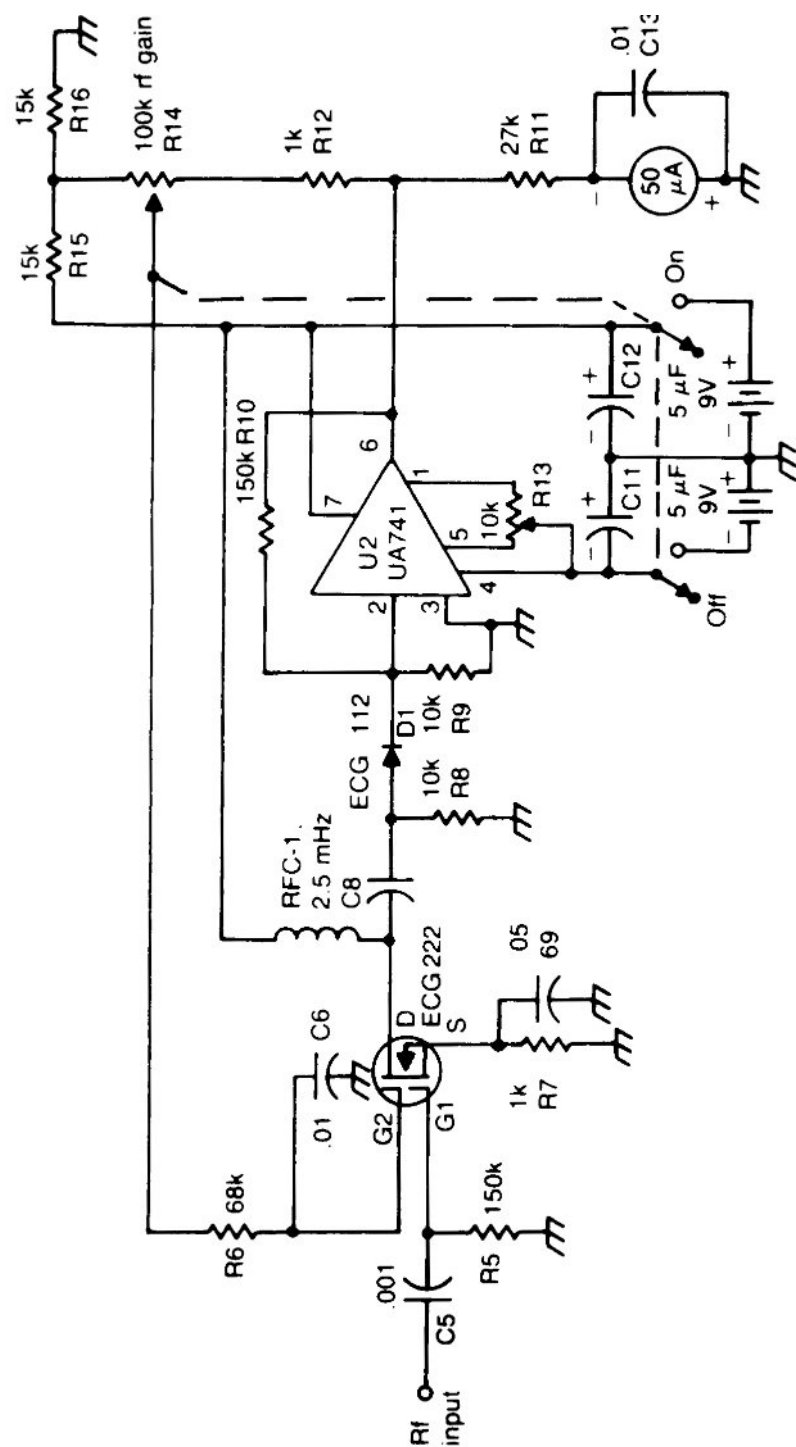 15k
R16
100k rf gain
R14
1k
R12
27k
R11
.01
C13
15k
R15
50
μA
-
+
On
150k R10
6
7
1
U2
UA741
10k
R13
2
3
4
5
+
-
C12
5 μF
9V
+
-
+
-
C11
5 μF
9V
+
-
Off
ECG 112
D1
10k
R9
10k
R8
RFC-1.
2.5 mHz
C8
05
69
D
ECG222
S
C6
.01
G2
G1
1k
R7
68k
R6
150k
R5
.001
C5
Rf
input